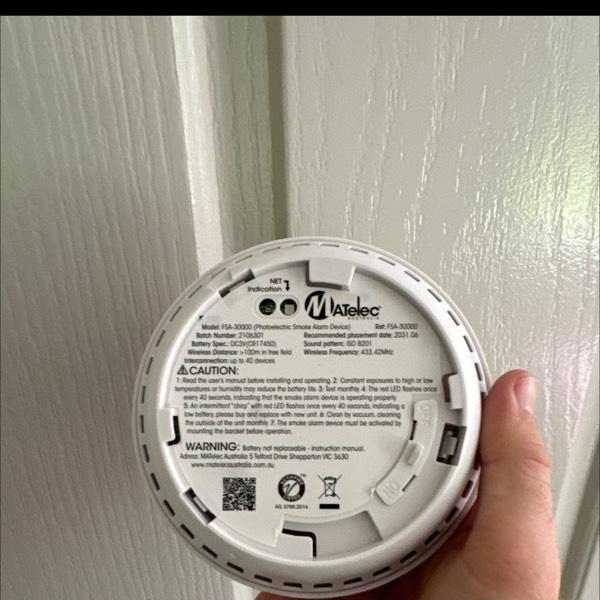 NET
Indication
MATelec
AUSTRALIA
Model: FSA-30000 (Photoelectric Smoke Alarm Device) Ref: FSA-30000
Batch Number: 2106301 Recommended placement date: 2031.06
Battery Spec.: DC3V(CR17450) Sound pattern: ISO 8201
Wireless Distance: >100m in free field Wireless Frequency: 433.42MHz
Interconnection: up to 40 devices
CAUTION:
1: Read the user's manual before installing and operating. 2: Constant exposures to high or low
temperatures or humidity may reduce the battery life. 3: Test monthly. 4: The red LED flashes once
every 40 seconds, indicating that the smoke alarm device is operating properly.
5: An intermittent "chirp" with red LED flashes once every 40 seconds, indicating a
low battery, please buy and replace with new unit. 6: Clean by vacuum, cleaning
the outside of the unit monthly. 7: The smoke alarm device must be activated by
mounting the barcket before operation.
WARNING: Battery not replaceable - instruction manual.
Adress: MATelec Australia 5 Telford Drive Shepparton VIC 3630
www.matelecaustralia.com.au
AS 3786:2014
OFF
ON